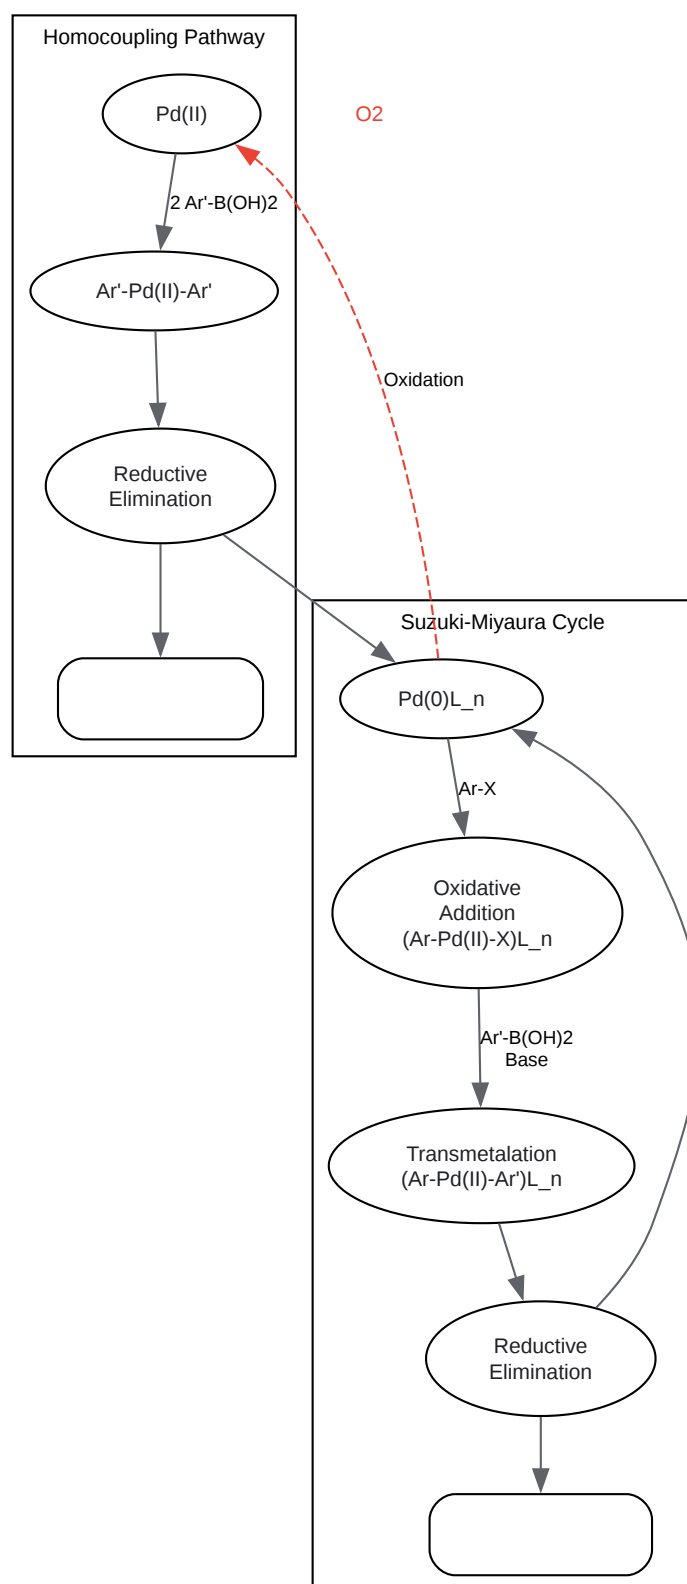 Homocoupling Pathway
Pd(II)
O2
2 Ar'-B(OH)2
Ar'-Pd(II)-Ar'
Oxidation
Reductive
Elimination
Suzuki-Miyaura Cycle
Pd(0)L_n
Ar-X
Oxidative
Addition
(Ar-Pd(II)-X)L_n
Ar'-B(OH)2
Base
Transmetalation
(Ar-Pd(II)-Ar')L_n
Reductive
Elimination